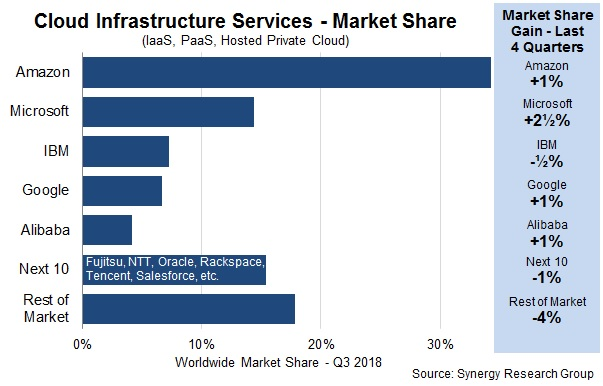 Cloud Infrastructure Services - Market Share
(IaaS, PaaS, Hosted Private Cloud)
Amazon
Microsoft
IBM
Google
Alibaba
Next 10
Fujitsu, NTT, Oracle, Rackspace,
Tencent, Salesforce, etc.
Rest of
Market
0%
10%
20%
30%
Worldwide Market Share - Q3 2018
Market Share
Gain - Last
4 Quarters
Amazon
+1%
Microsoft
+2½%
IBM
-½%
Google
+1%
Alibaba
+1%
Next 10
-1%
Rest of Market
-4%
Source: Synergy Research Group